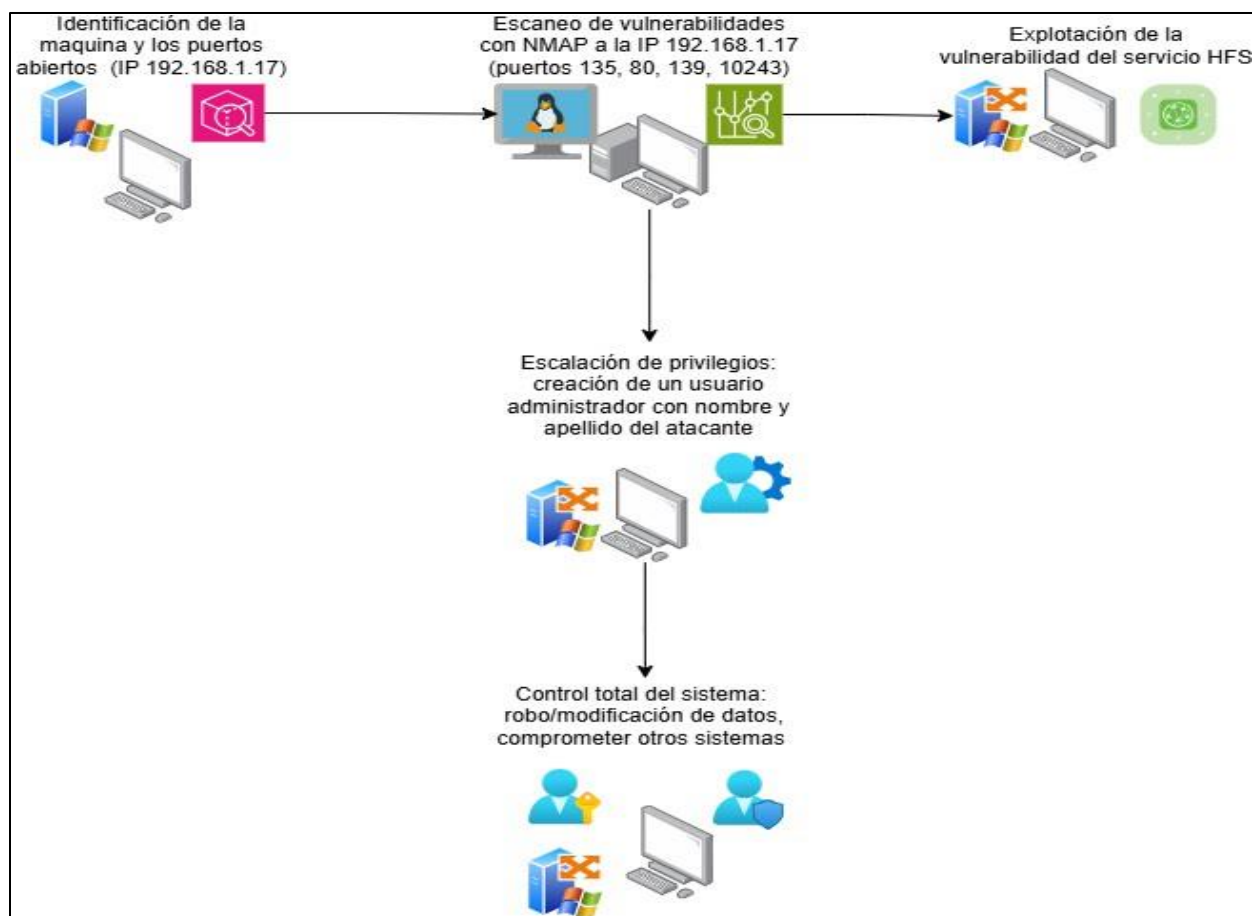 Identificación de la
maquina y los puertos
abiertos (IP 192.168.1.17)
Escaneo de vulnerabilidades
con NMAP a la IP 192.168.1.17
(puertos 135, 80, 139, 10243)
Explotación de la
vulnerabilidad del servicio HFS
Escalación de privilegios:
creación de un usuario
administrador con nombre y
apellido del atacante
Control total del sistema:
robo/modificación de datos,
comprometer otros sistemas